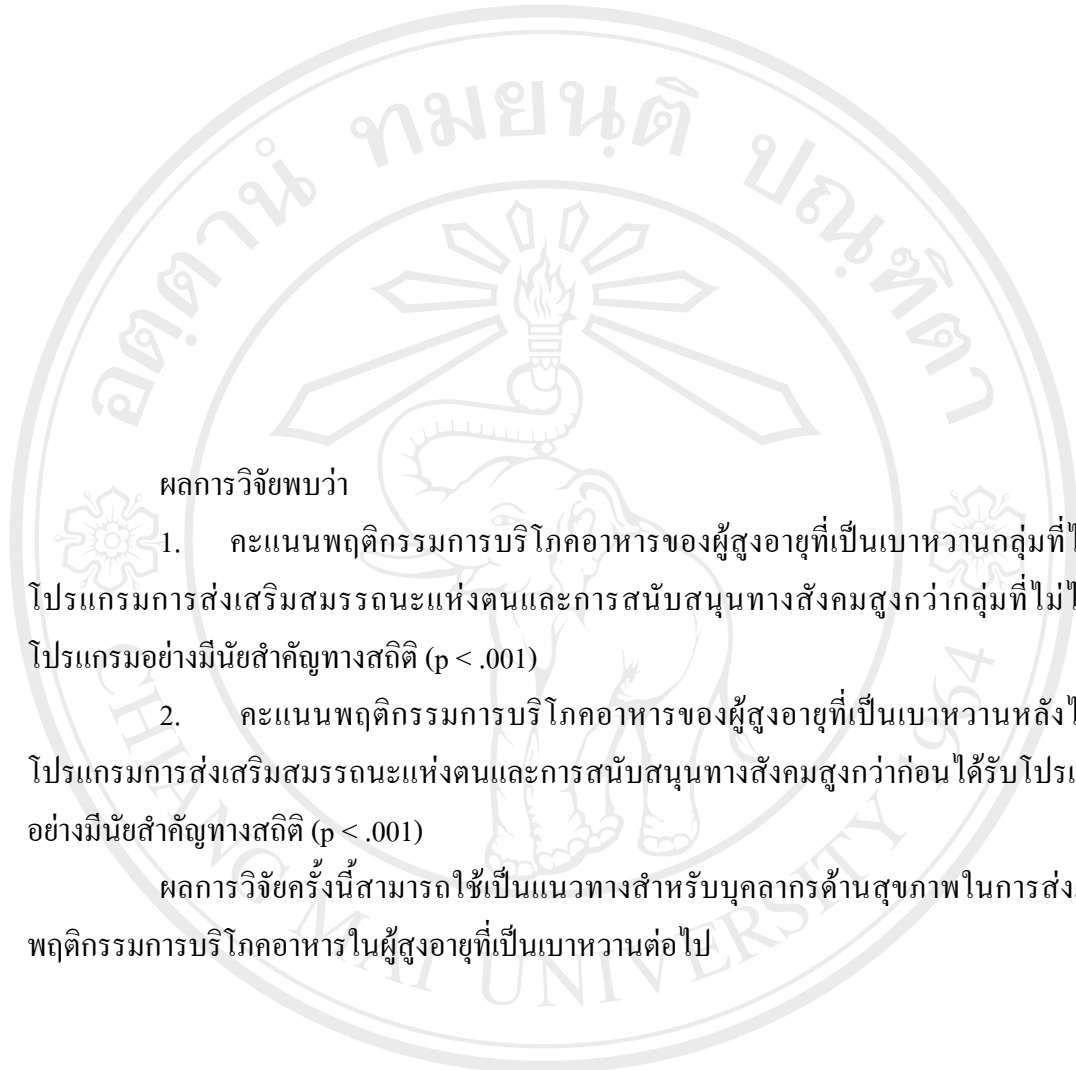 อตฺตานํ ทมยนฺติ ปณฺฑิตา
ผลการวิจัยพบว่า
1. คะแนนพฤติกรรมการบริโภคอาหารของผู้สูงอายุที่เป็นเบาหวานกลุ่มที่
โปรแกรมการส่งเสริมสมรรถนะแห่งตนและการสนับสนุนทางสังคมสูงกว่ากลุ่มที่ไม่
โปรแกรมอย่างมีนัยสำคัญทางสถิติ (p < .001)
2. คะแนนพฤติกรรมการบริโภคอาหารของผู้สูงอายุที่เป็นเบาหวานหลัง
โปรแกรมการส่งเสริมสมรรถนะแห่งตนและการสนับสนุนทางสังคมสูงกว่าก่อนได้รับ
อย่างมีนัยสำคัญทางสถิติ (p < .001)
ผลการวิจัยครั้งนี้สามารถใช้เป็นแนวทางสำหรับบุคลากรด้านสุขภาพในการ
พฤติกรรมการบริโภคอาหารในผู้สูงอายุที่เป็นเบาหวานต่อไป
CHIANG MAI UNIVERSITY 1964